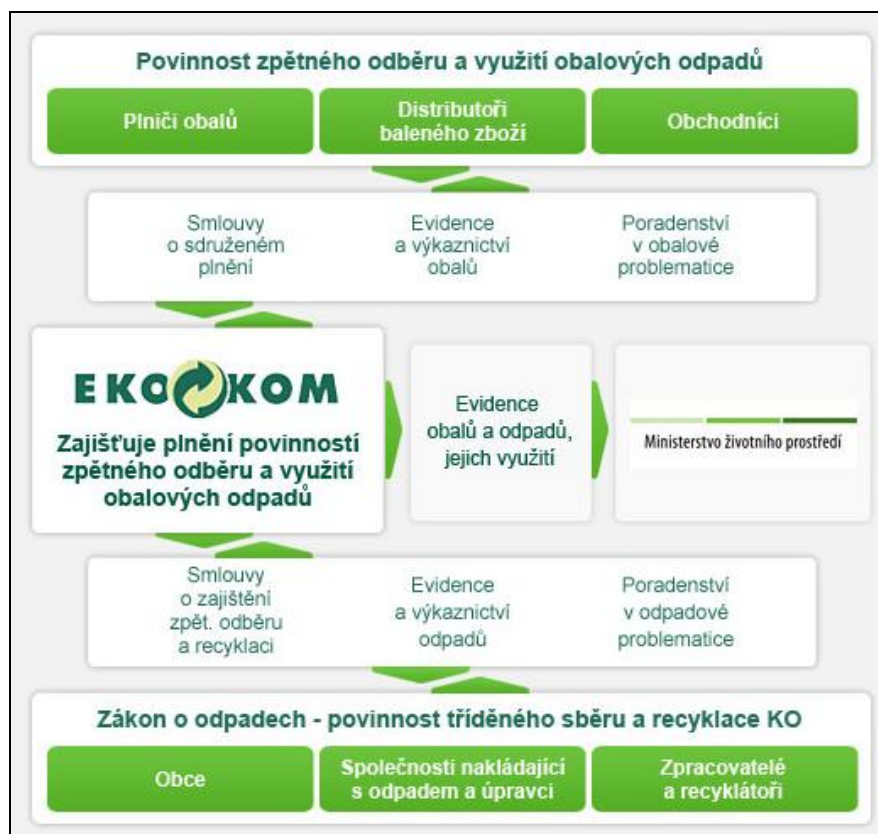 Povinnost zpětného odběru a využití obalových odpadů
Plniči obalů
Distributoři
baleného zboží
Obchodníci
Smlouvy
o sdruženém
plnění
Evidence
a výkaznictví
obalů
Poradenství
v obalové
problematice
EKO KOM
Zajišťuje plnění povinností
zpětného odběru a využití
obalových odpadů
Evidence
obalů a odpadů,
jejich využití
Ministerstvo životního prostředí
Smlouvy
o zajištění
zpět. odběru
a recyklaci
Evidence
a výkaznictví
odpadů
Poradenství
v odpadové
problematice
Zákon o odpadech - povinnost tříděného sběru a recyklace KO
Obce
Společnosti nakládající
s odpadem a úpravci
Zpracovatelé
a recyklátoři